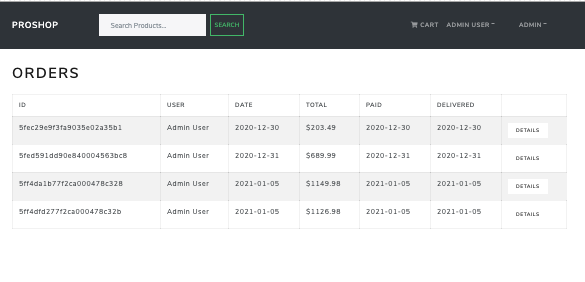 PROSHOP Search Products... SEARCH CART ADMIN USER ADMIN
ORDERS
ID USER DATE TOTAL PAID DELIVERED
5fec29e9f3fa9035e02a35b1 Admin User 2020-12-30 $203.49 2020-12-30 2020-12-30 DETAILS
5fed591dd90e840004563bc8 Admin User 2020-12-31 $689.99 2020-12-31 2020-12-31 DETAILS
5ff4da1b77f2ca000478c328 Admin User 2021-01-05 $1149.98 2021-01-05 2021-01-05 DETAILS
5ff4dfd277f2ca000478c32b Admin User 2021-01-05 $1126.98 2021-01-05 2021-01-05 DETAILS